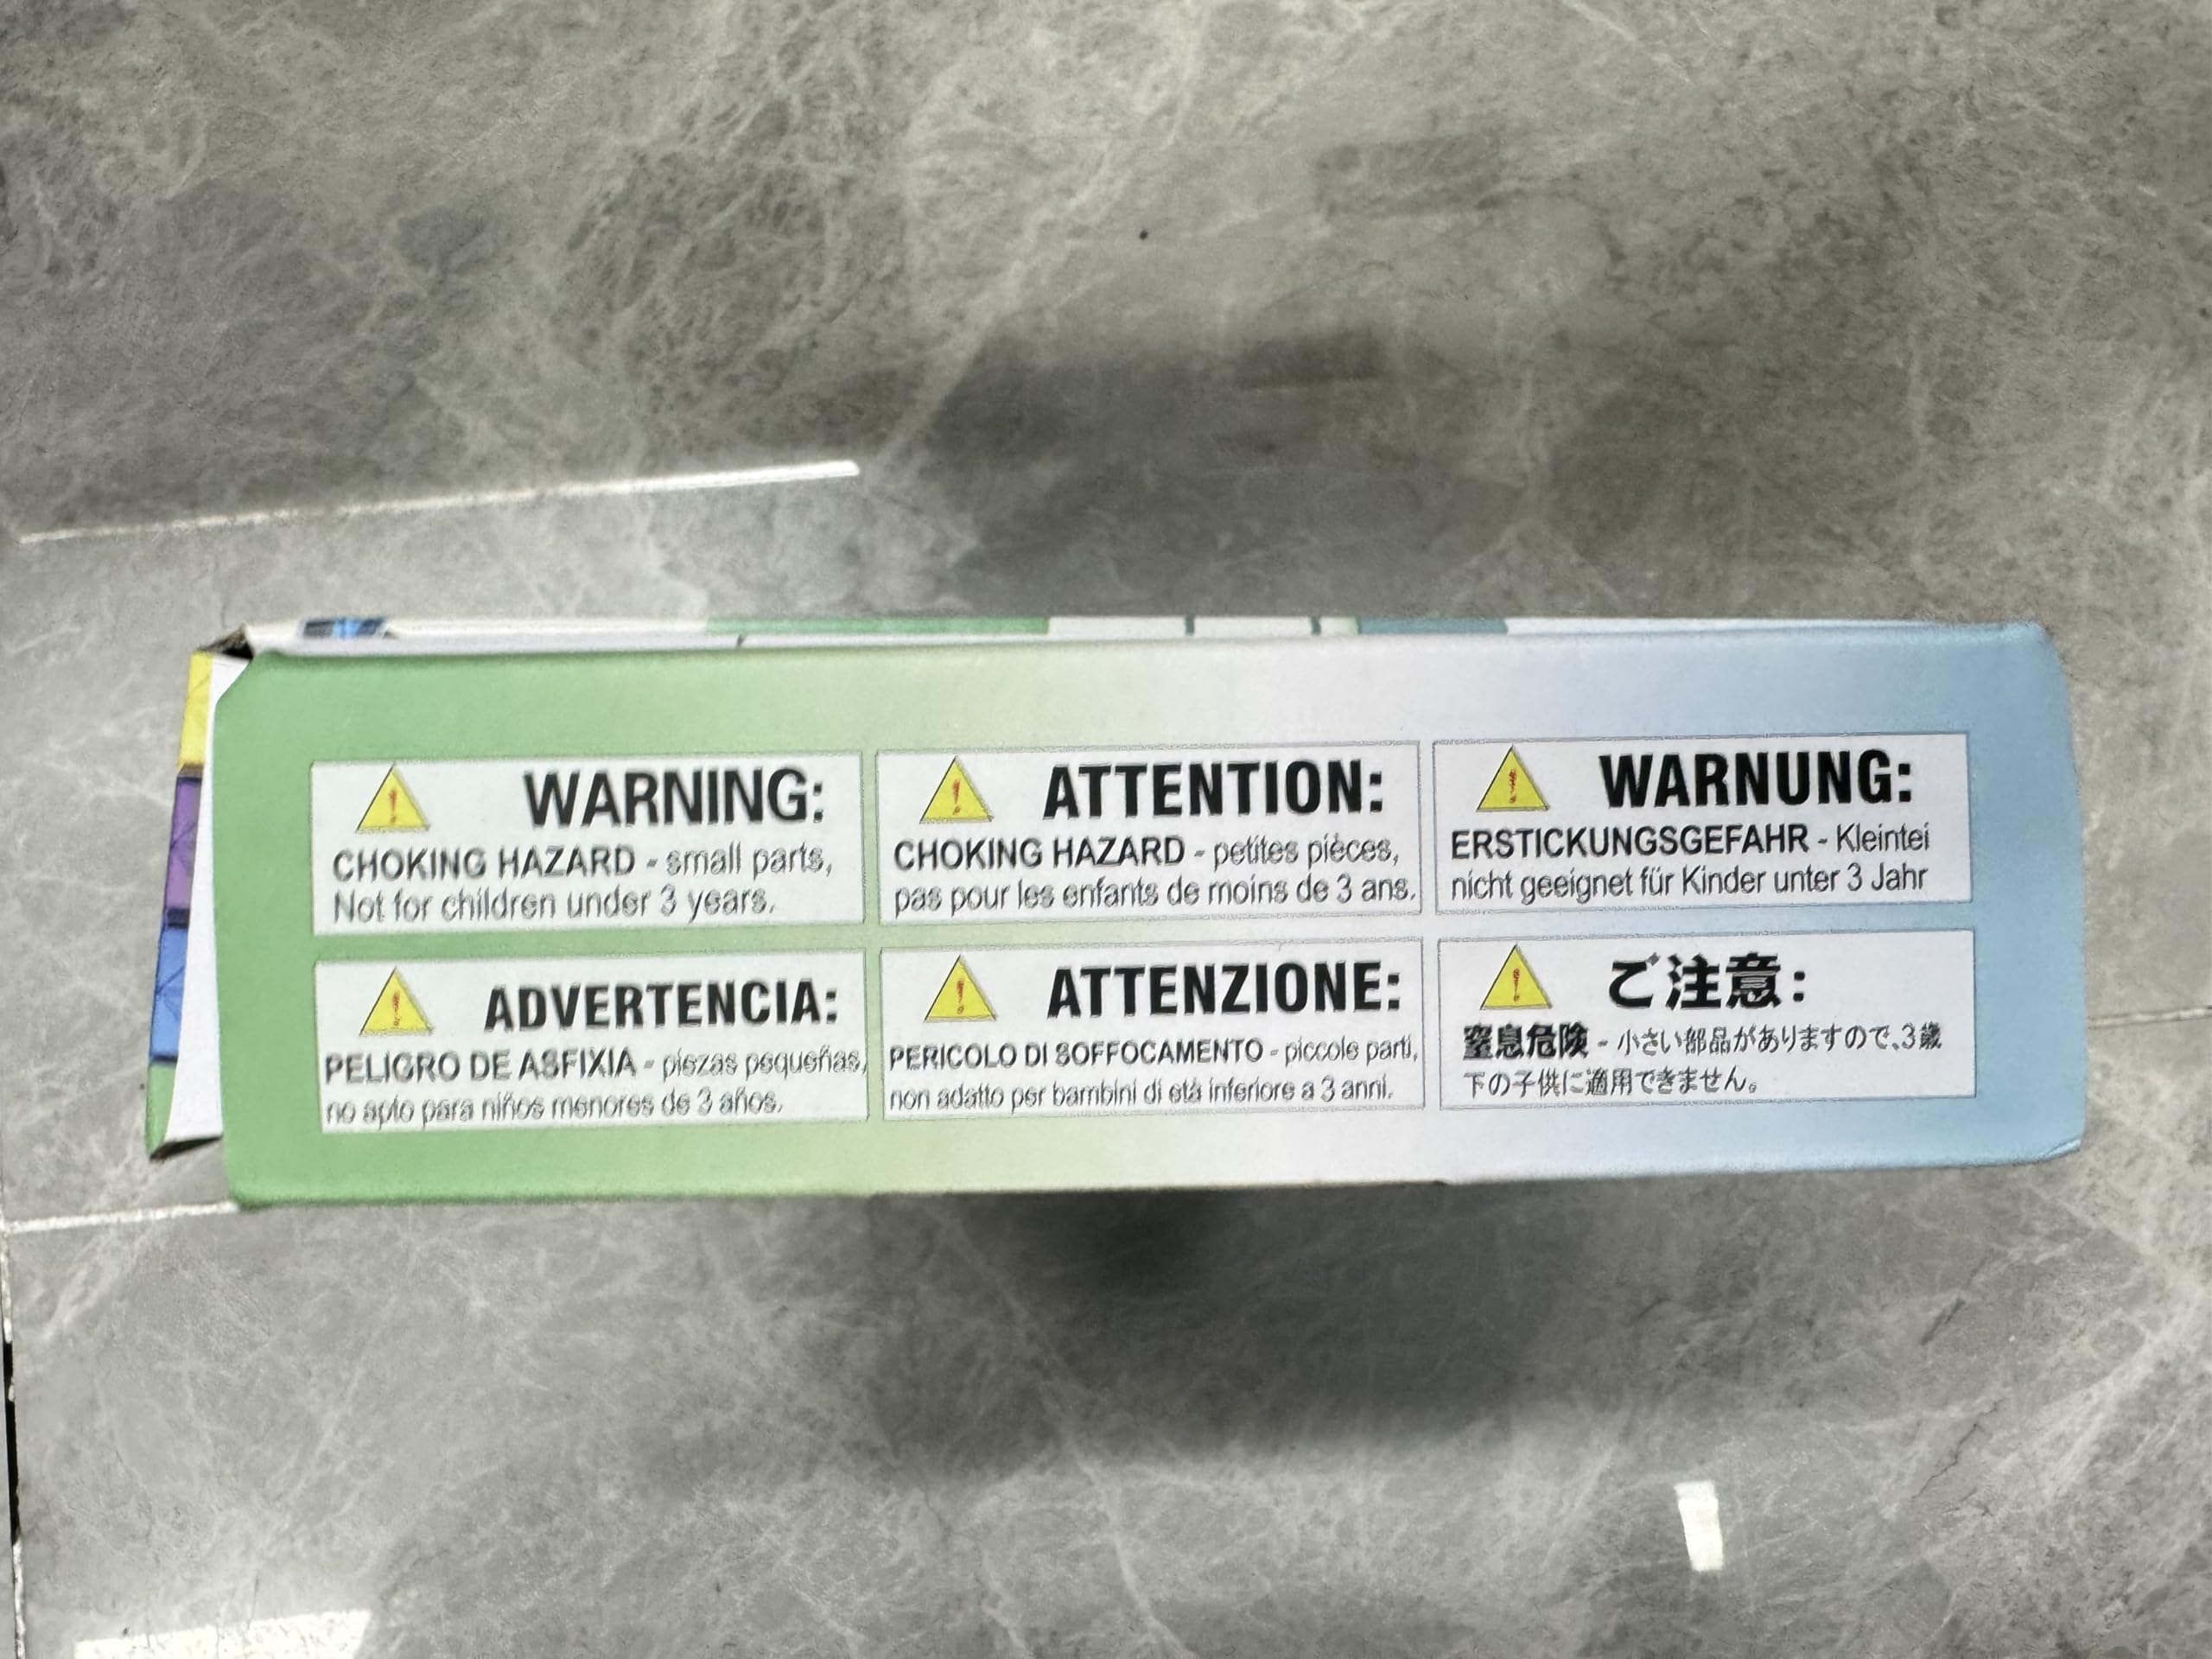 WARNING:
CHOKING HAZARD - small parts,
Not for children under 3 years.
ATTENTION:
CHOKING HAZARD - petites pièces,
pas pour les enfants de moins de 3 ans.
WARNUNG:
ERSTICKUNGSGEFAHR - Kleintei
nicht geeignet für Kinder unter 3 Jahr
ADVERTENCIA:
PELIGRO DE ASFIXIA - piezas pequeñas,
no apto para niños menores de 3 años.
ATTENZIONE:
PERICOLO DI SOFFOCAMENTO - piccole parti,
non adatto per bambini di età inferiore a 3 anni.
ご注意:
窒息危険 - 小さい部品がありますので、3歳
下の子供に適用できません。